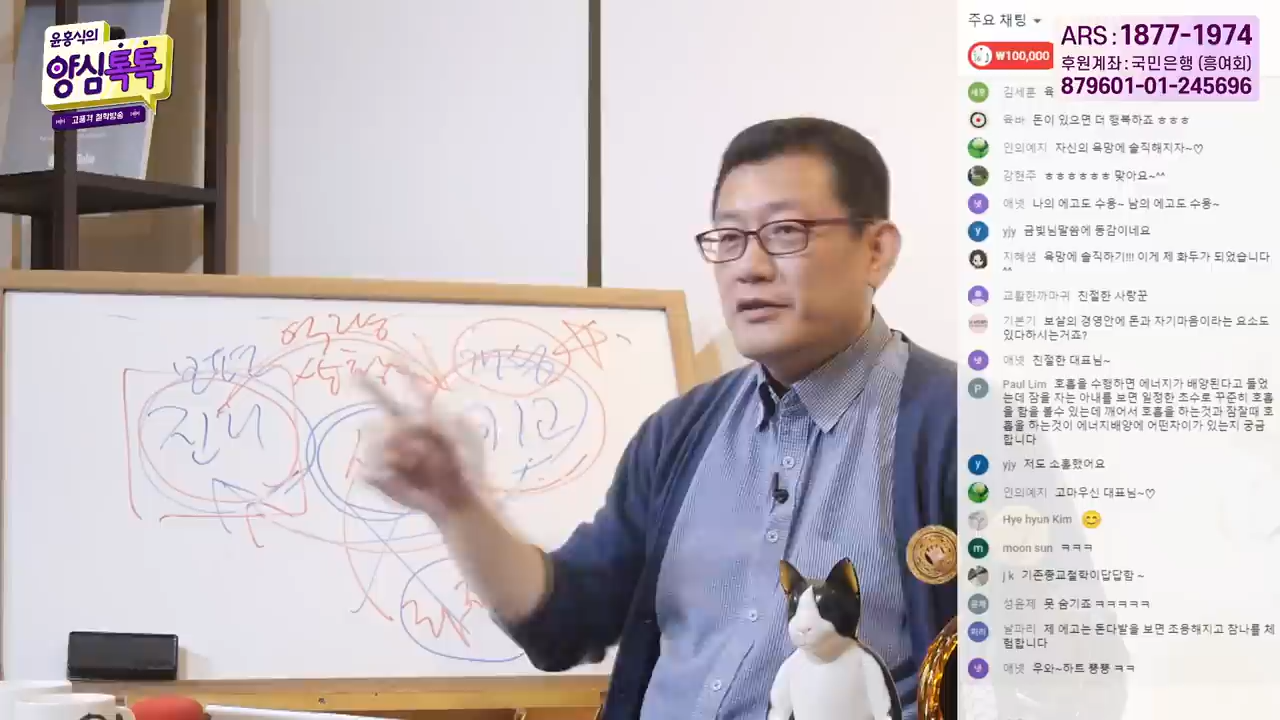 윤홍식의
양심톡톡
고품격 철학방송
주요 채팅
₩100,000
ARS : 1877-1974
후원계좌 : 국민은행 (흥여회)
879601-01-245696
김세훈 육
육바 돈이 있으면 더 행복하죠 ㅎㅎㅎ
인의예지 자신의 욕망에 솔직해지자~♡
강현주 ㅎㅎㅎㅎㅎㅎ 맞아요~^^
애넷 나의 에고도 수용~ 남의 에고도 수용~
yjy 금빛님말씀에 동감이네요
지혜샘 욕망에 솔직하기!!! 이게 제 화두가 되었습니다
^^
교활한까마귀 친절한 사랑꾼
기본기 보살의 경영안에 돈과 자기마음이라는 요소도
있다하시는거죠?
애넷 친절한 대표님~
Paul Lim 호흡을 수행하면 에너지가 배양된다고 들었
는데 잠을 자는 아내를 보면 일정한 초수로 꾸준히 호흡
을 함을 볼수 있는데 깨어서 호흡을 하는것과 잠잘때 호
흡을 하는것이 에너지배양에 어떤차이가 있는지 궁금
합니다
yjy 저도 소름했어요
인의예지 고마우신 대표님~♡
Hye hyun Kim 😊
moon sun ㅋㅋㅋ
j k 기존종교철학이답답함 ~
성윤제 못 숨기죠 ㅋㅋㅋㅋㅋ
날파리 제 에고는 돈다발을 보면 조용해지고 참나를 체
험합니다
애넷 우와~하트 뿅뿅 ㅋㅋ
진리